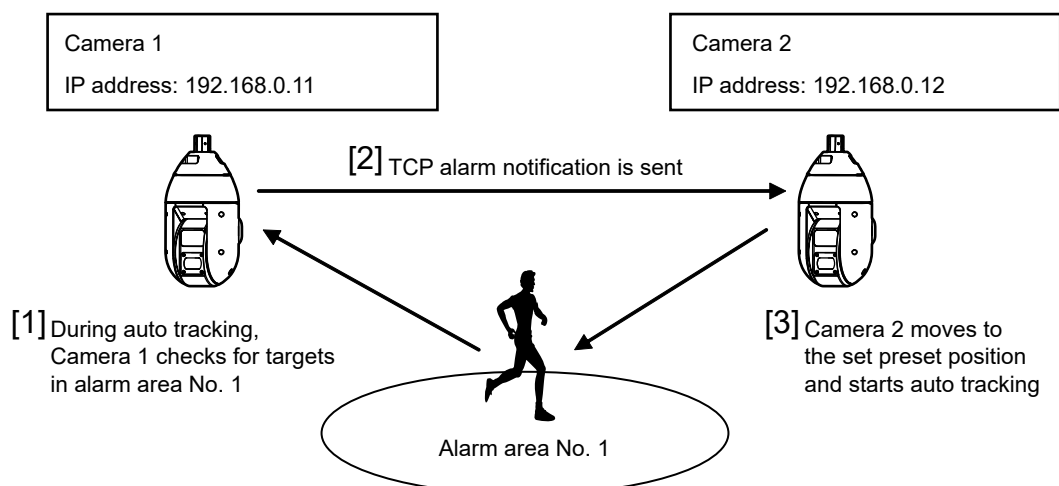 Camera 1
IP address: 192.168.0.11
Camera 2
IP address: 192.168.0.12
[2] TCP alarm notification is sent
[1] During auto tracking,
Camera 1 checks for targets
in alarm area No. 1
[3] Camera 2 moves to
the set preset position
and starts auto tracking
Alarm area No. 1